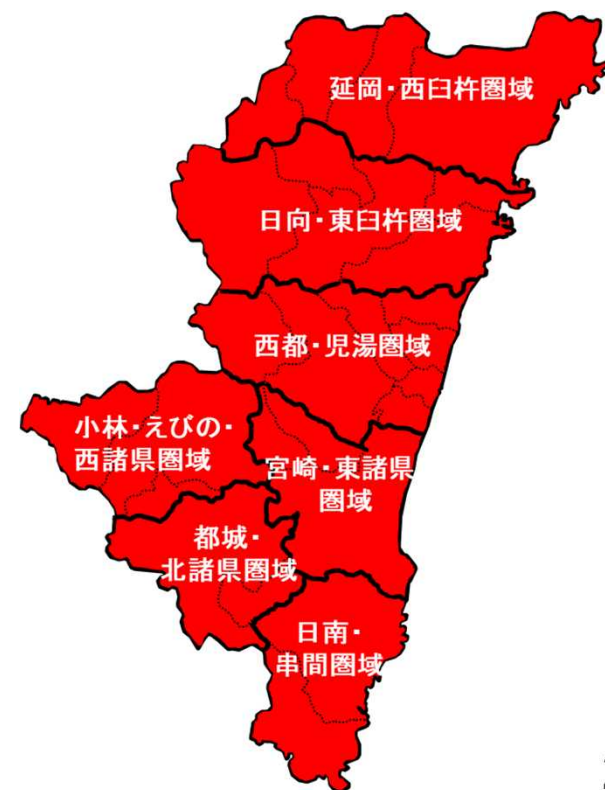 延岡・西臼杵圏域
日向・東臼杵圏域
西都・児湯圏域
小林・えびの・
西諸県圏域
宮崎・東諸県
圏域
都城・
北諸県圏域
日南・
串間圏域